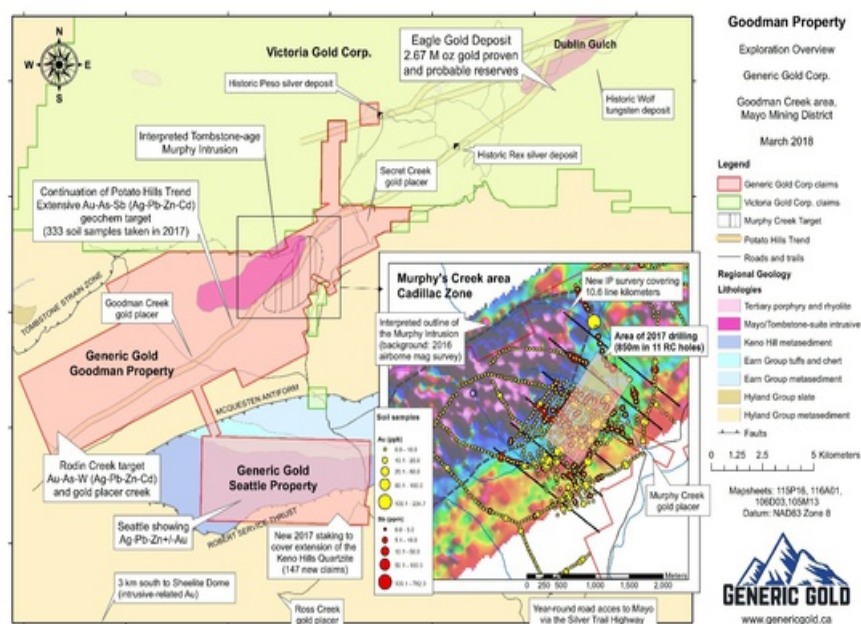 N
W
E
S
Victoria Gold Corp.
Eagle Gold Deposit
2.67 M oz gold proven
and probable reserves
Dublin Gulch
Historic Peso silver deposit
Historic Wolf
tungsten deposit
Interpreted Tombstone-age
Murphy Intrusion
Historic Rex silver deposit
Secret Creek
gold placer
Continuation of Potato Hills Trend
Extensive Au-As-Sb (Ag-Pb-Zn-Cd)
geochem target
(333 soil samples taken in 2017)
TOMBSTONE STRAIN ZONE
Goodman Creek
gold placer
Generic Gold
Goodman Property
MCQUESTEN ANTIFORM
Rodin Creek target
Au-As-W (Ag-Pb-Zn-Cd)
and gold placer creek
Generic Gold
Seattle Property
Seattle showing
Ag-Pb-Zn+/-Au
ROBERT SERVICE THRUST
New 2017 staking to
cover extension of the
Keno Hills Quartzite
(147 new claims)
3 km south to Sheelite Dome
(intrusive-related Au)
Ross Creek
gold placer
Year-round road acces to Mayo
via the Silver Trail Highway
Murphy's Creek area
Cadillac Zone
New IP survey covering
10.6 line kilometers
Interpreted outline of
the Murphy Intrusion
(background: 2016
airborne mag survey)
Area of 2017 drilling
(850m in 11 RC holes)
Soil samples
Au (ppb)
Sb (ppm)
Murphy Creek
gold placer
Meters
0 250 500 1,000 1,500 2,000
Goodman Property
Exploration Overview
Generic Gold Corp.
Goodman Creek area,
Mayo Mining District
March 2018
Legend
Generic Gold Corp claims
Victoria Gold Corp. claims
Murphy Creek Target
Potato Hills Trend
Roads and trails
Regional Geology
Lithologies
Tertiary porphyry and rhyolite
Mayo/Tombstone-suite intrusive
Keno Hill metasediment
Earn Group tuffs and chert
Earn Group metasediment
Hyland Group slate
Hyland Group metasediment
Faults
0 1.25 2.5 5 Kilometers
Mapsheets: 115P16, 116A01,
106D03,105M13
Datum: NAD83 Zone 8
GENERIC GOLD
www.genericgold.ca